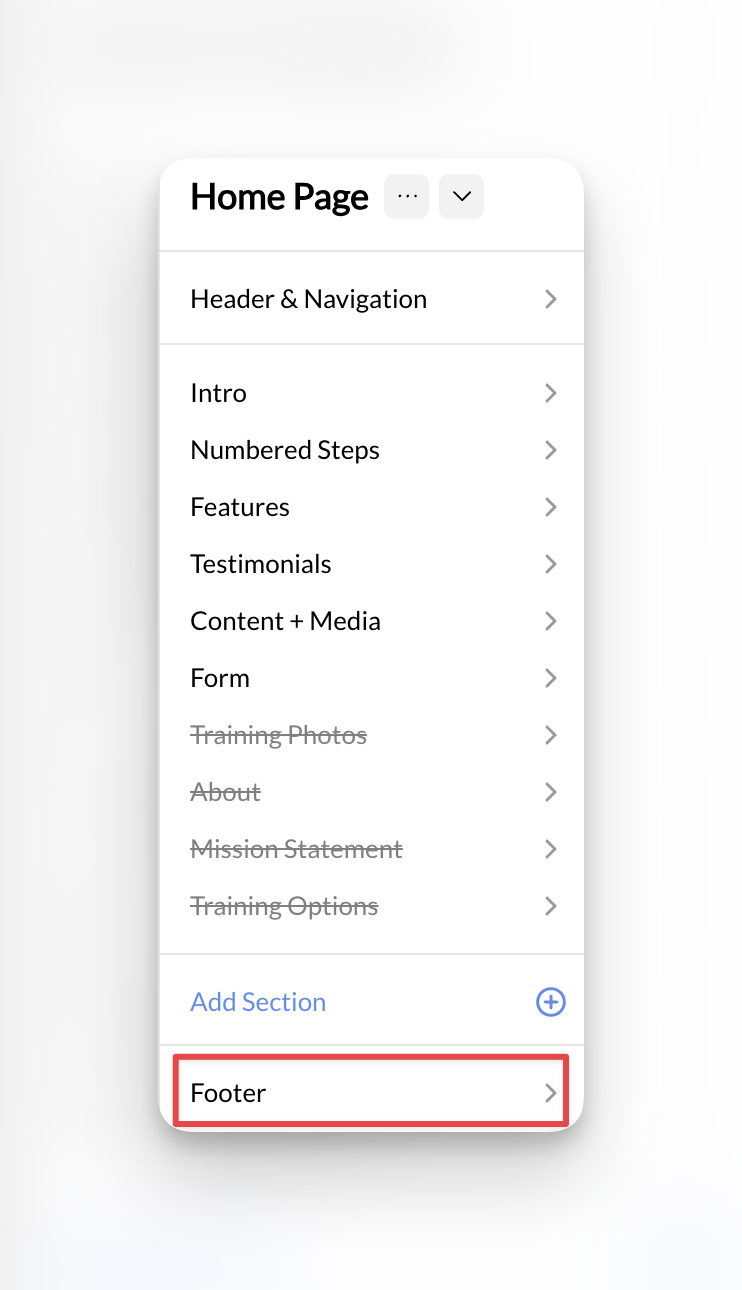 Home Page
Header & Navigation
Intro
Numbered Steps
Features
Testimonials
Content + Media
Form
Training Photos
About
Mission Statement
Training Options
Add Section
Footer